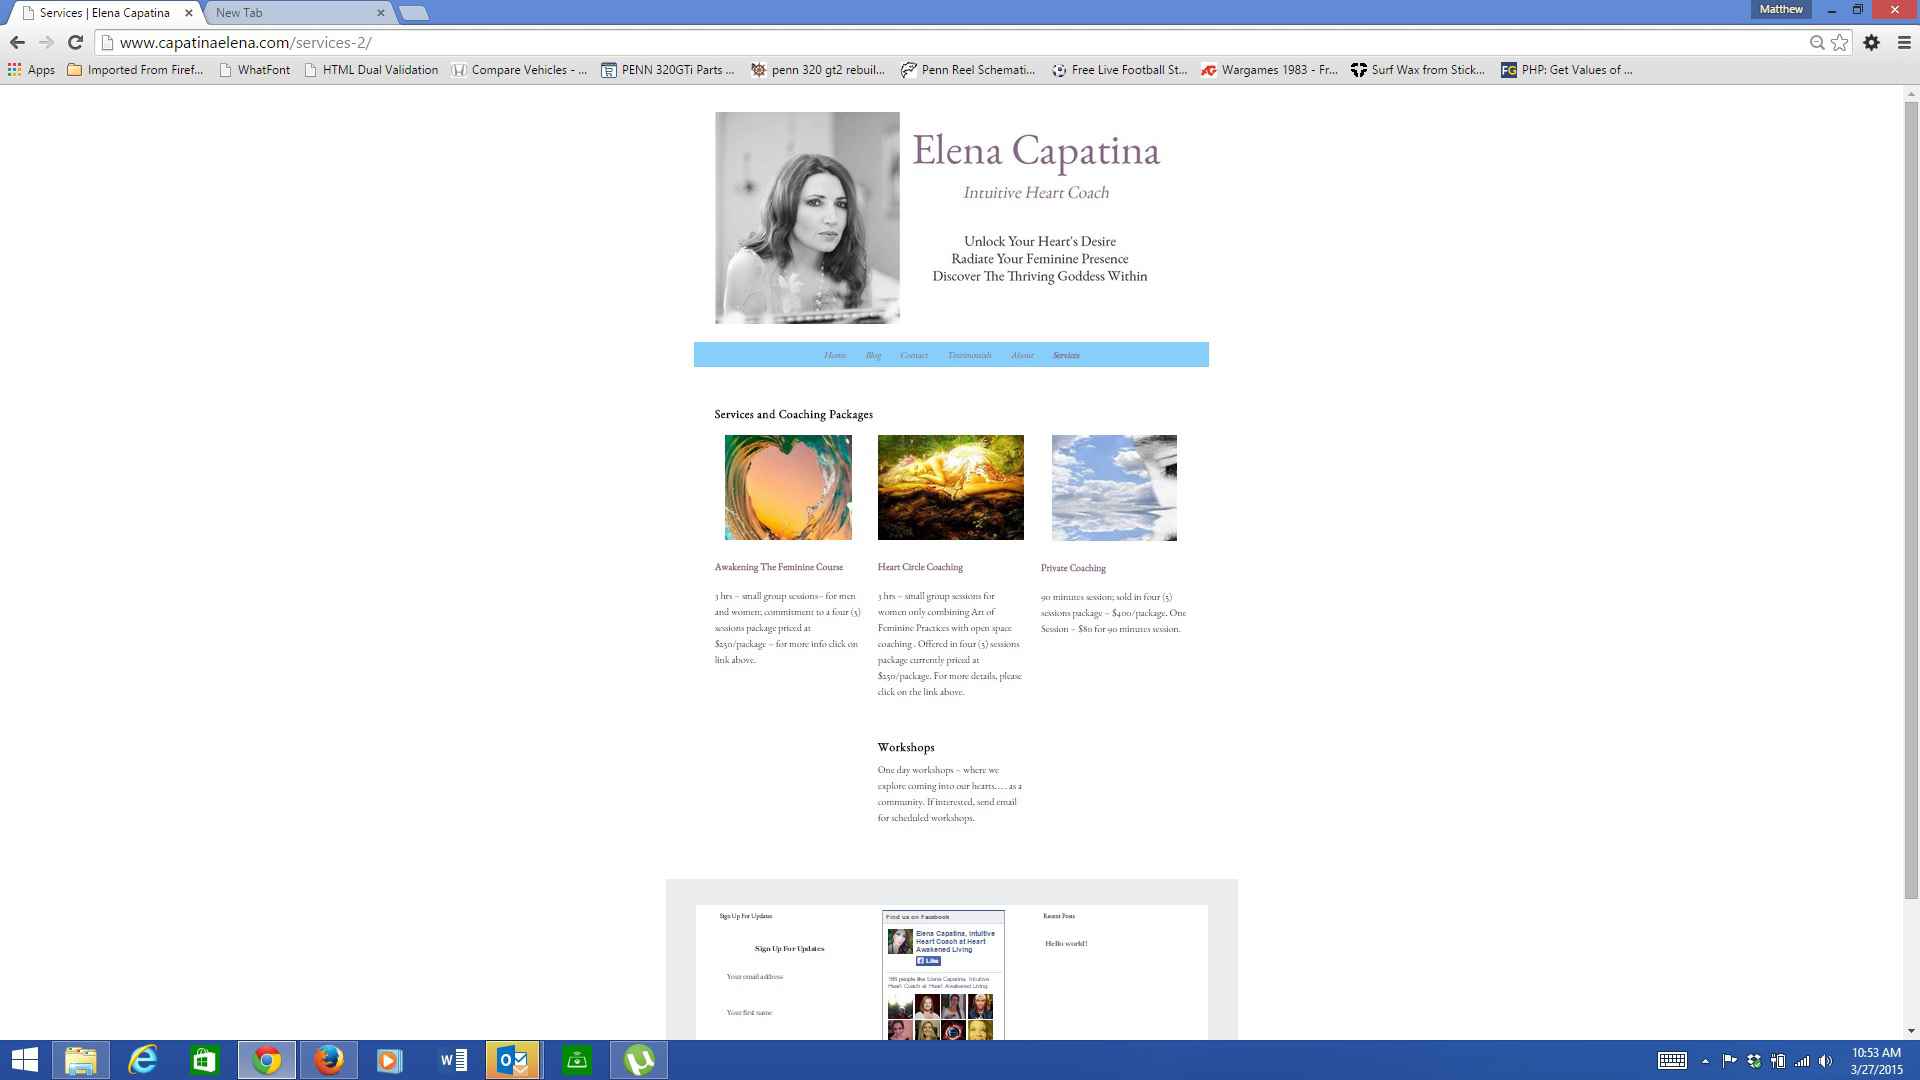 Services | Elena Capatina
New Tab
Matthew
www.capatinaelena.com/services-2/
Apps
Imported From Firef...
WhatFont
HTML Dual Validation
Compare Vehicles - ...
PENN 320GTi Parts ...
penn 320 gt2 rebuil...
Penn Reel Schemati...
Free Live Football St...
Wargames 1983 - Fr...
Surf Wax from Stick...
PHP: Get Values of ...
Elena Capatina
Intuitive Heart Coach
Unlock Your Heart's Desire
Radiate Your Feminine Presence
Discover The Thriving Goddess Within
Home Blog Contact Testimonials About Services
Services and Coaching Packages
Awakening The Feminine Course
3 hrs – small group sessions– for men
and women; commitment to a four (5)
sessions package priced at
$250/package – for more info click on
link above.
Heart Circle Coaching
3 hrs – small group sessions for
women only combining Art of
Feminine Practices with open space
coaching . Offered in four (5) sessions
package currently priced at
$250/package. For more details, please
click on the link above.
Private Coaching
90 minutes session; sold in four (5)
sessions package – $400/package. One
Session – $80 for 90 minutes session.
Workshops
One day workshops – where we
explore coming into our hearts.... as a
community. If interested, send email
for scheduled workshops.
Sign Up For Updates
Sign Up For Updates
Your email address
Your first name
Find us on Facebook
Elena Capatina, Intuitive
Heart Coach at Heart
Awakened Living
Like
people like Elena Capatina, Intuitive
Heart Coach at Heart Awakened Living.
Recent Posts
Hello world!
10:53 AM
3/27/2015